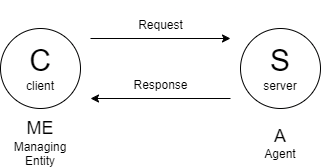 Request
C
client
S
server
Response
ME
Managing
Entity
A
Agent